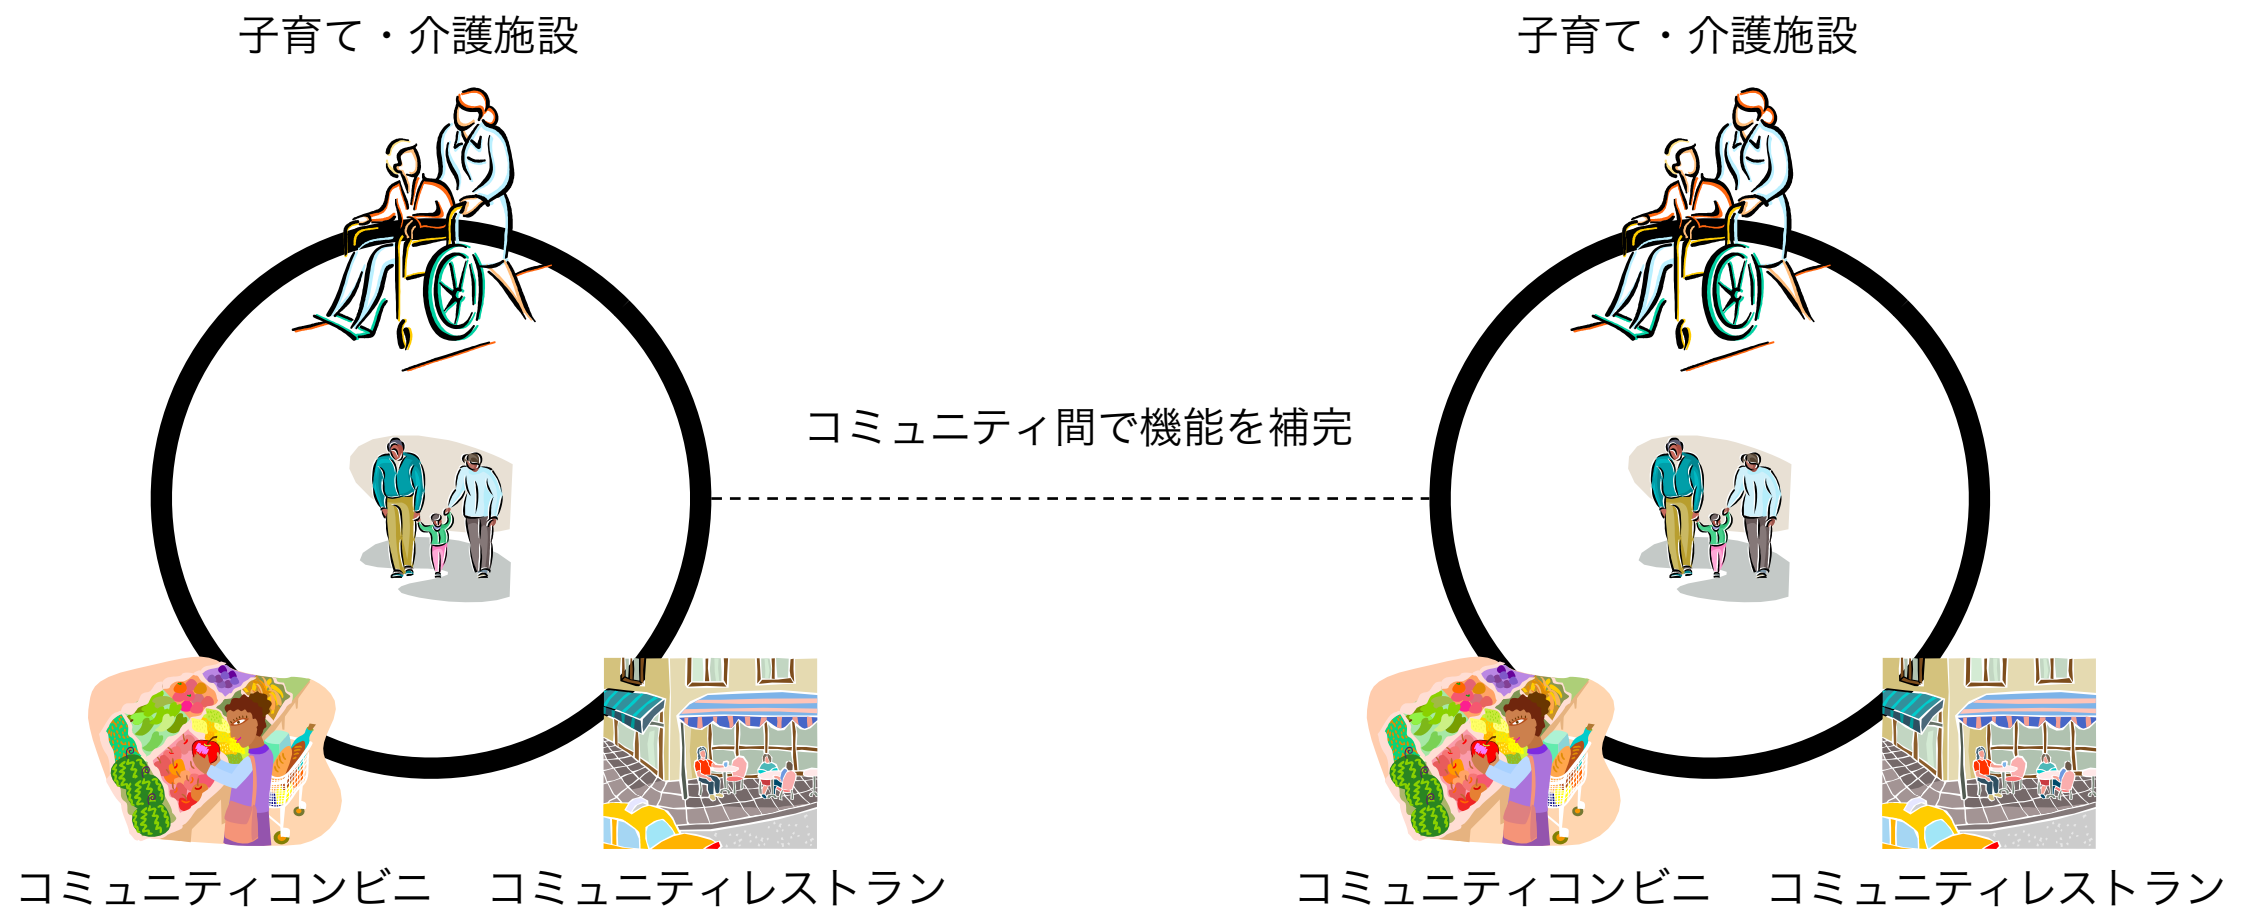 子育て・介護施設
子育て・介護施設
コミュニティ間で機能を補完
コミュニティコンビニ
コミュニティレストラン
コミュニティコンビニ
コミュニティレストラン